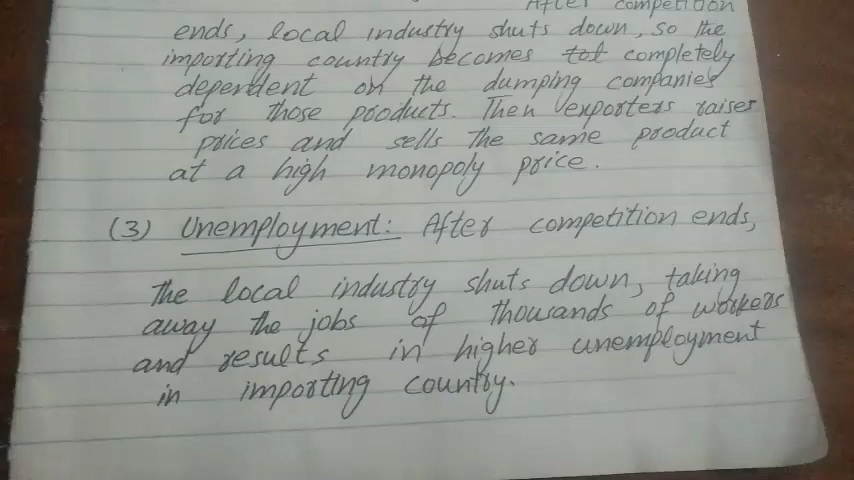 After competition
ends, local industry shuts down, so the
importing country becomes tot completely
dependent on the dumping companies
for those products. Then exporters raises
prices and sells the same product
at a high monopoly price.
(3) Unemployment: After competition ends,
the local industry shuts down, taking
away the jobs of thousands of workers
and results in higher unemployment
in importing country.